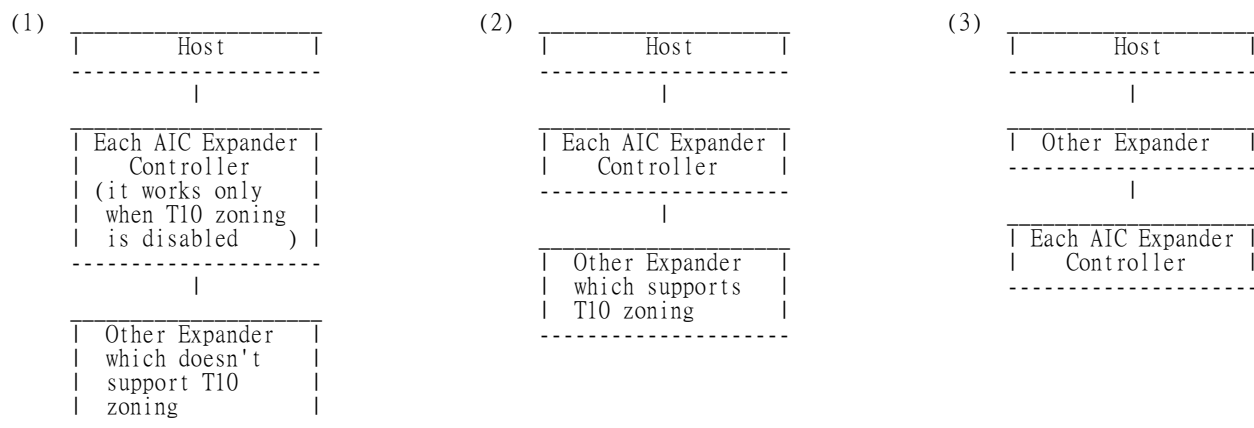 (1)
Host
Each AIC Expander
Controller
(it works only
when T10 zoning
is disabled )
Other Expander
which doesn't
support T10
zoning
(2)
Host
Each AIC Expander
Controller
Other Expander
which supports
T10 zoning
(3)
Host
Other Expander
Each AIC Expander
Controller